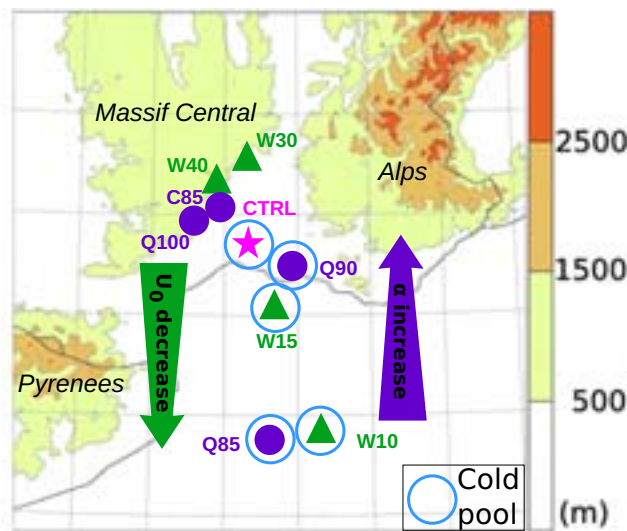 Massif Central
W30
W40
Alps
C85
CTRL
Q100
Q90
U0 decrease
α increase
W15
Pyrenees
Q85
W10
Cold
pool
2500
1500
500
(m)